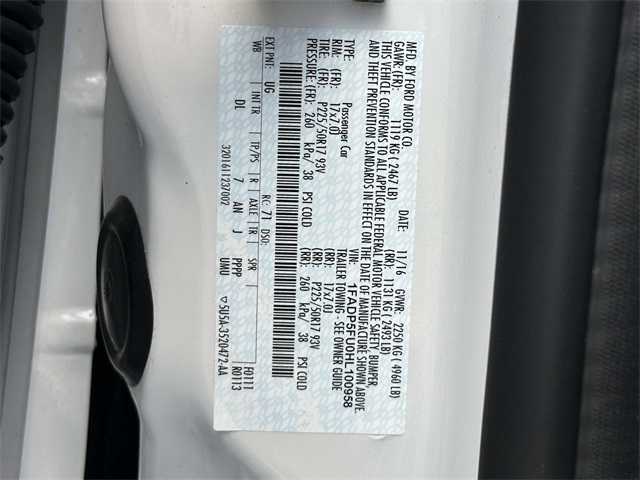 MFD. BY FORD MOTOR CO.
DATE: 11/16 GVWR: 2250 KG ( 4960 LB)
GAWR: (FR): 1119 KG ( 2467 LB) (RR): 1131 KG ( 2493 LB)
THIS VEHICLE CONFORMS TO ALL APPLICABLE FEDERAL MOTOR VEHICLE SAFETY, BUMPER
AND THEFT PREVENTION STANDARDS IN EFFECT ON THE DATE OF MANUFACTURE SHOWN ABOVE.
VIN: 1FADP5FU0HL100958
TYPE: Passenger Car TRAILER TOWING - SEE OWNER GUIDE
RIM: (FR): 17x7.0J (RR): 17x7.0J
TIRE: (FR): P225/50R17 93V (RR): P225/50R17 93V
PRESSURE: (FR): 260 kPa/ 38 PSI COLD (RR): 260 kPa/ 38 PSI COLD
EXT PNT: UG RC: 71 DSO:
WB INT TR TP/PS R AXLE TR SPR F0111
DL 7 AN J PPPP R0113
3201611237002 UMU ▽5U5A-3520472-AA